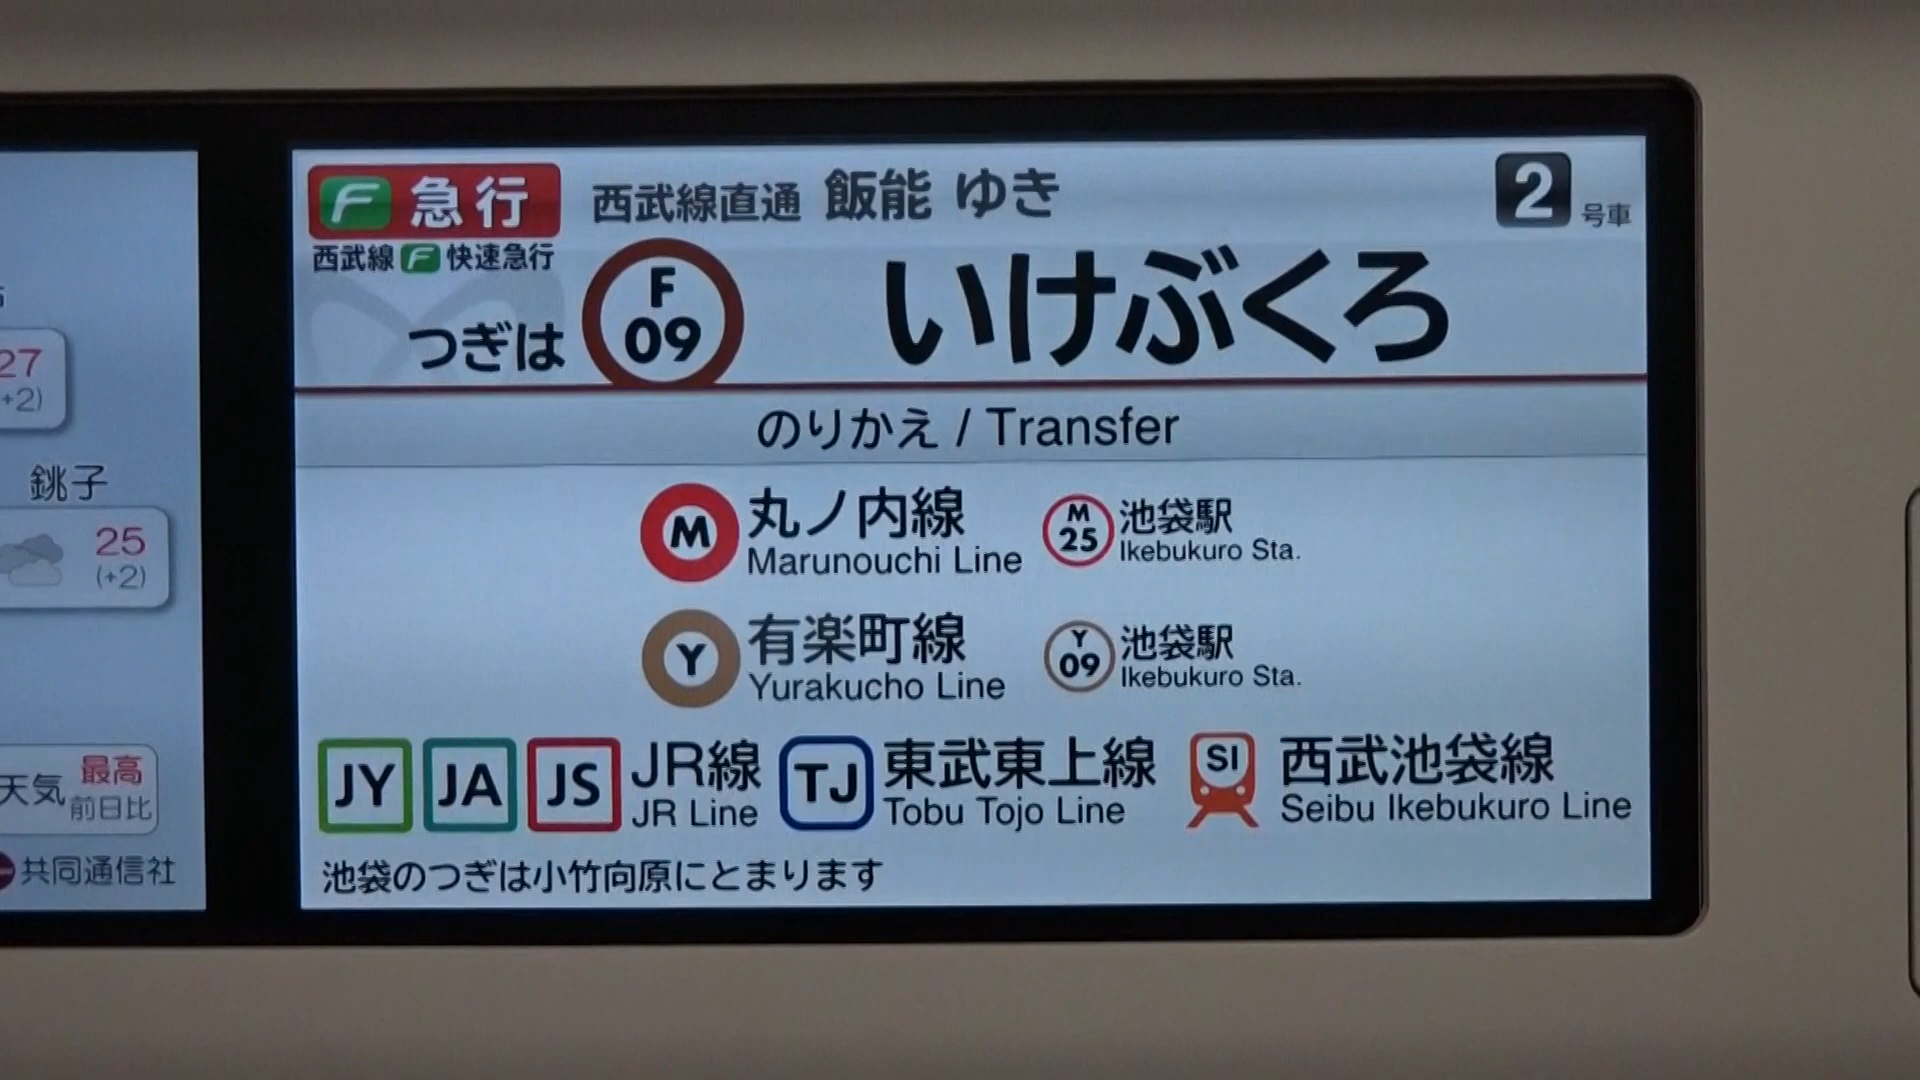 27
(+2)
銚子
25
(+2)
天気
最高
前日比
共同通信社
F 急行
西武線 F 快速急行
西武線直通 飯能 ゆき
2 号車
つぎは
F
09
いけぶくろ
のりかえ / Transfer
M 丸ノ内線
Marunouchi Line
M
25
池袋駅
Ikebukuro Sta.
Y 有楽町線
Yurakucho Line
Y
09
池袋駅
Ikebukuro Sta.
JY JA JS JR線
JR Line
TJ 東武東上線
Tobu Tojo Line
SI 西武池袋線
Seibu Ikebukuro Line
池袋のつぎは小竹向原にとまります